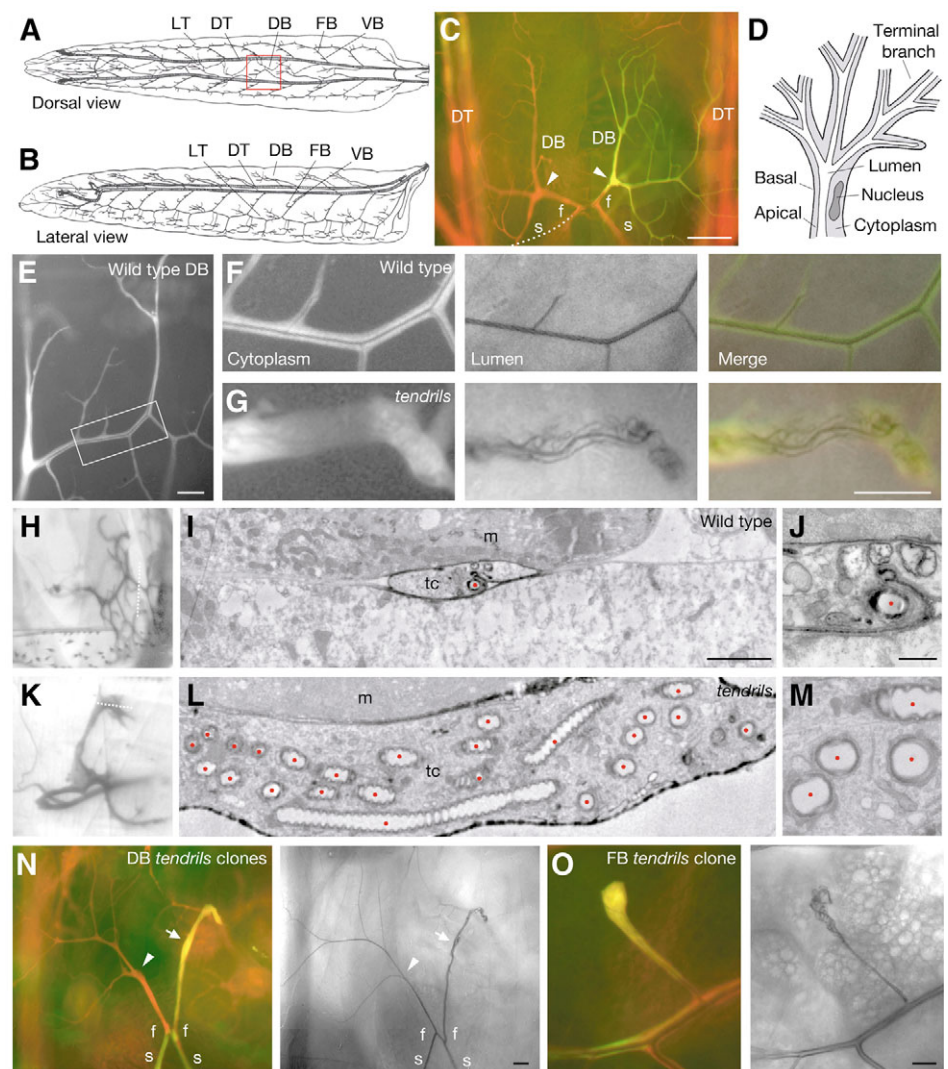 A
LT DT DB FB VB
Dorsal view
B
LT DT DB FB VB
Lateral view
C
DT
DB
DB
DT
s f f s
D
Terminal
branch
Lumen
Basal
Nucleus
Apical
Cytoplasm
E
Wild type DB
F
Wild type
Cytoplasm
Lumen
Merge
G
tendrils
H
I
Wild type
m
tc
J
K
L
tendrils
m
tc
M
N
DB tendrils clones
f f
s s
f f
s s
O
FB tendrils clone